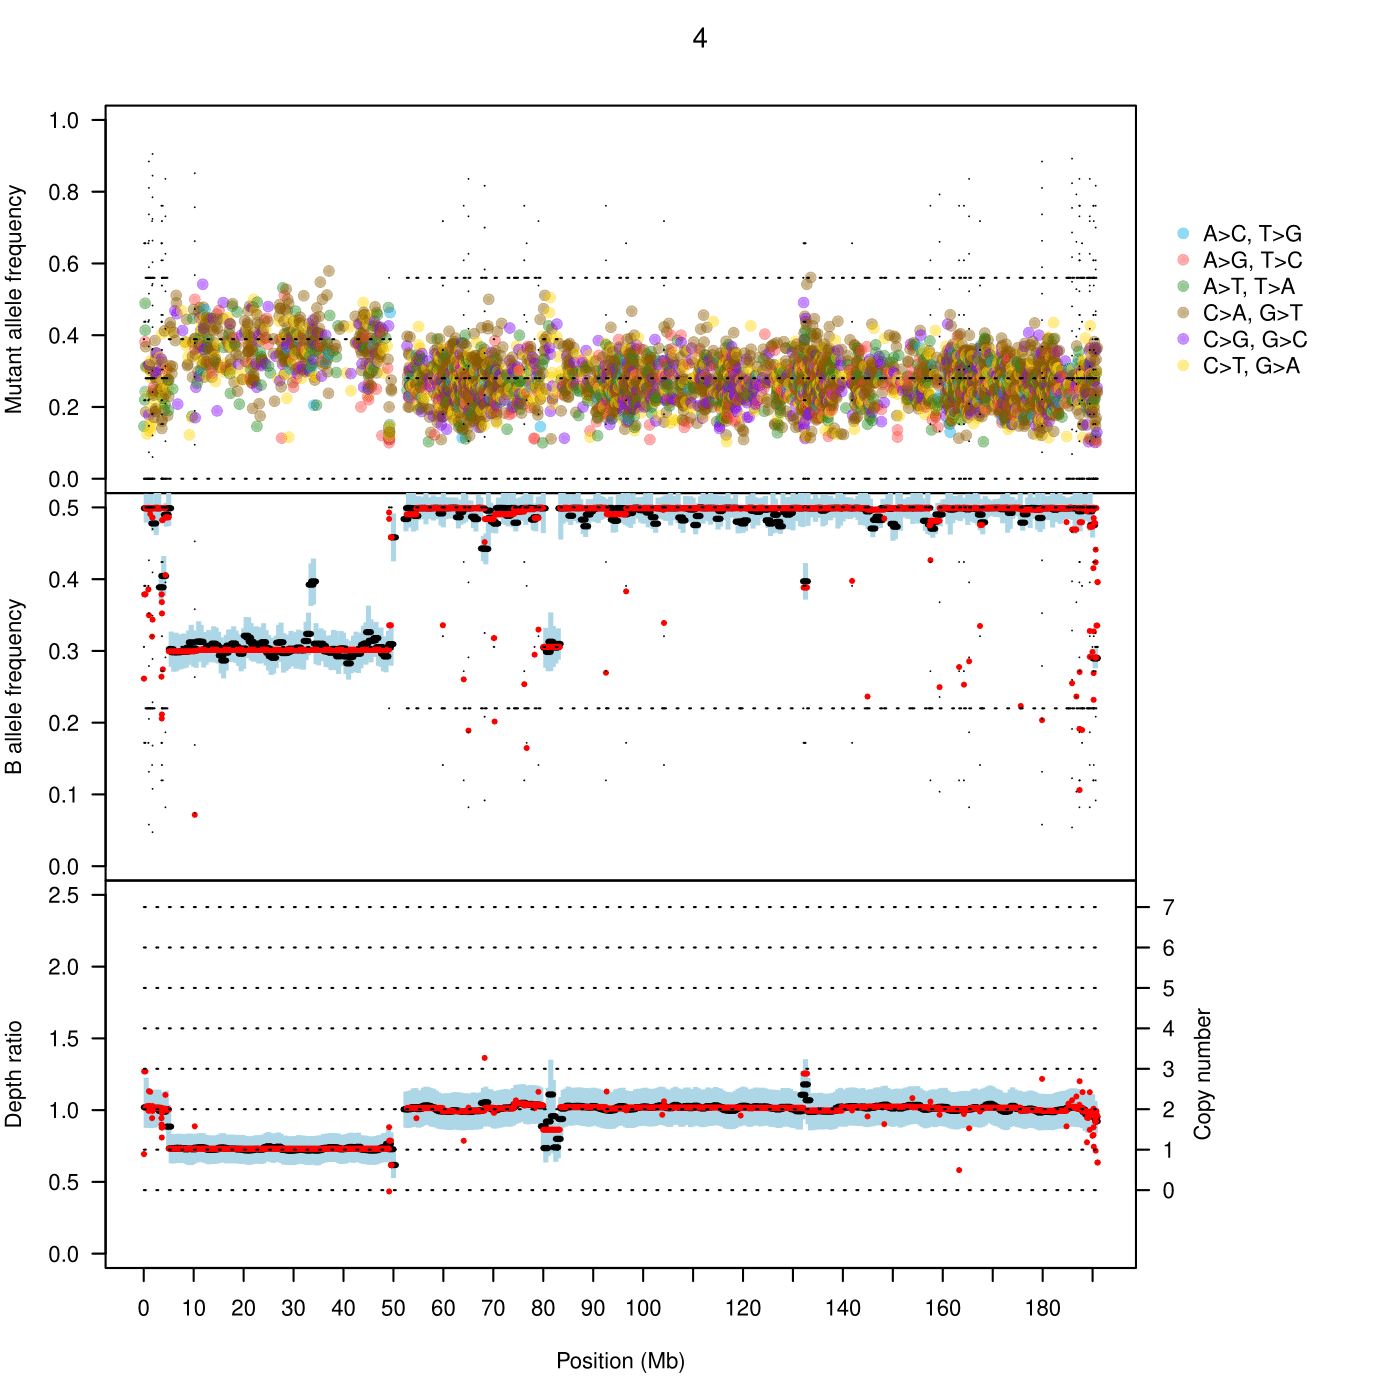 4
Mutant allele frequency
1.0
0.8
0.6
0.4
0.2
0.0
A>C, T>G
A>G, T>C
A>T, T>A
C>A, G>T
C>G, G>C
C>T, G>A
B allele frequency
0.5
0.4
0.3
0.2
0.1
0.0
Depth ratio
2.5
2.0
1.5
1.0
0.5
0.0
7
6
5
4
3
2
1
0
Copy number
0 10 20 30 40 50 60 70 80 90 100 120 140 160 180
Position (Mb)